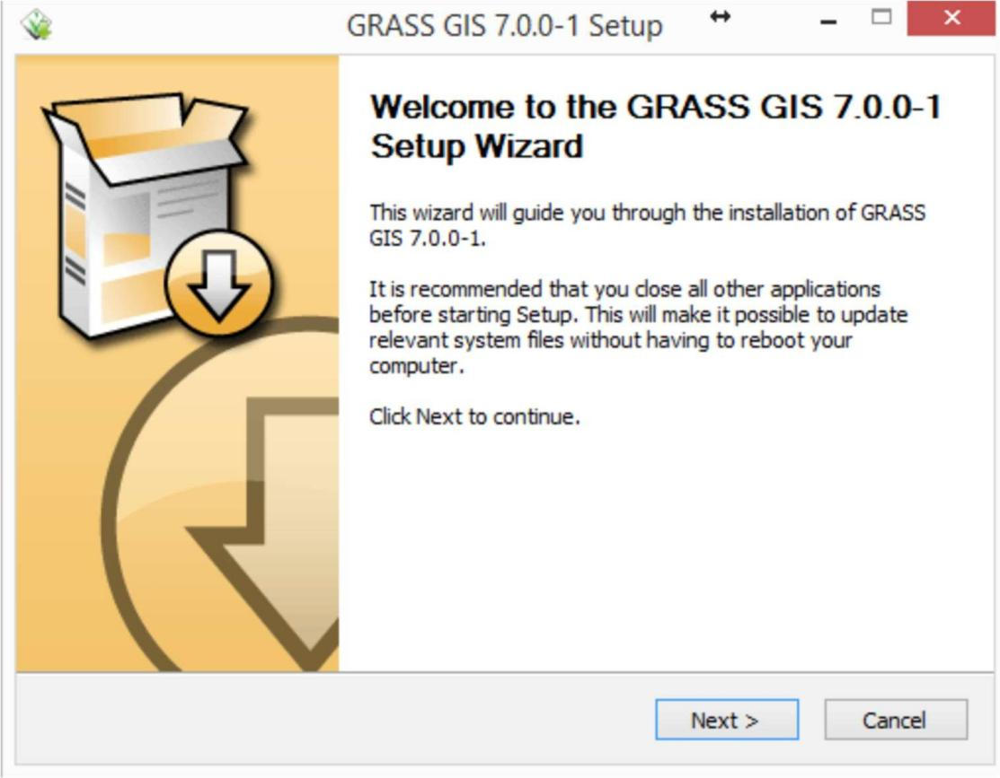 GRASS GIS 7.0.0-1 Setup
Welcome to the GRASS GIS 7.0.0-1
Setup Wizard
This wizard will guide you through the installation of GRASS
GIS 7.0.0-1.
It is recommended that you close all other applications
before starting Setup. This will make it possible to update
relevant system files without having to reboot your
computer.
Click Next to continue.
Next >
Cancel